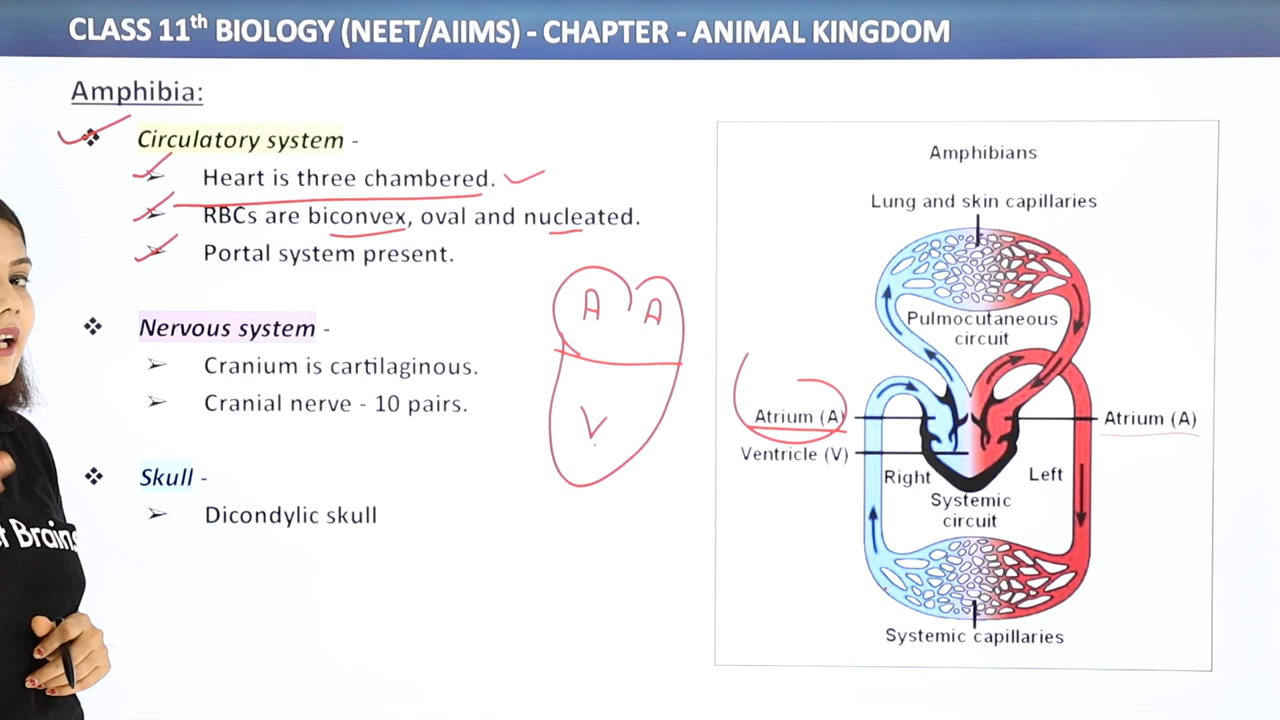 CLASS 11th BIOLOGY (NEET/AIIMS) - CHAPTER - ANIMAL KINGDOM
Amphibia:
❖ Circulatory system -
➢ Heart is three chambered.
➢ RBCs are biconvex, oval and nucleated.
➢ Portal system present.
❖ Nervous system -
➢ Cranium is cartilaginous.
➢ Cranial nerve - 10 pairs.
❖ Skull -
➢ Dicondylic skull
A A
V
Amphibians
Lung and skin capillaries
Pulmocutaneous
circuit
Atrium (A)
Atrium (A)
Ventricle (V)
Right
Left
Systemic
circuit
Systemic capillaries
Brains